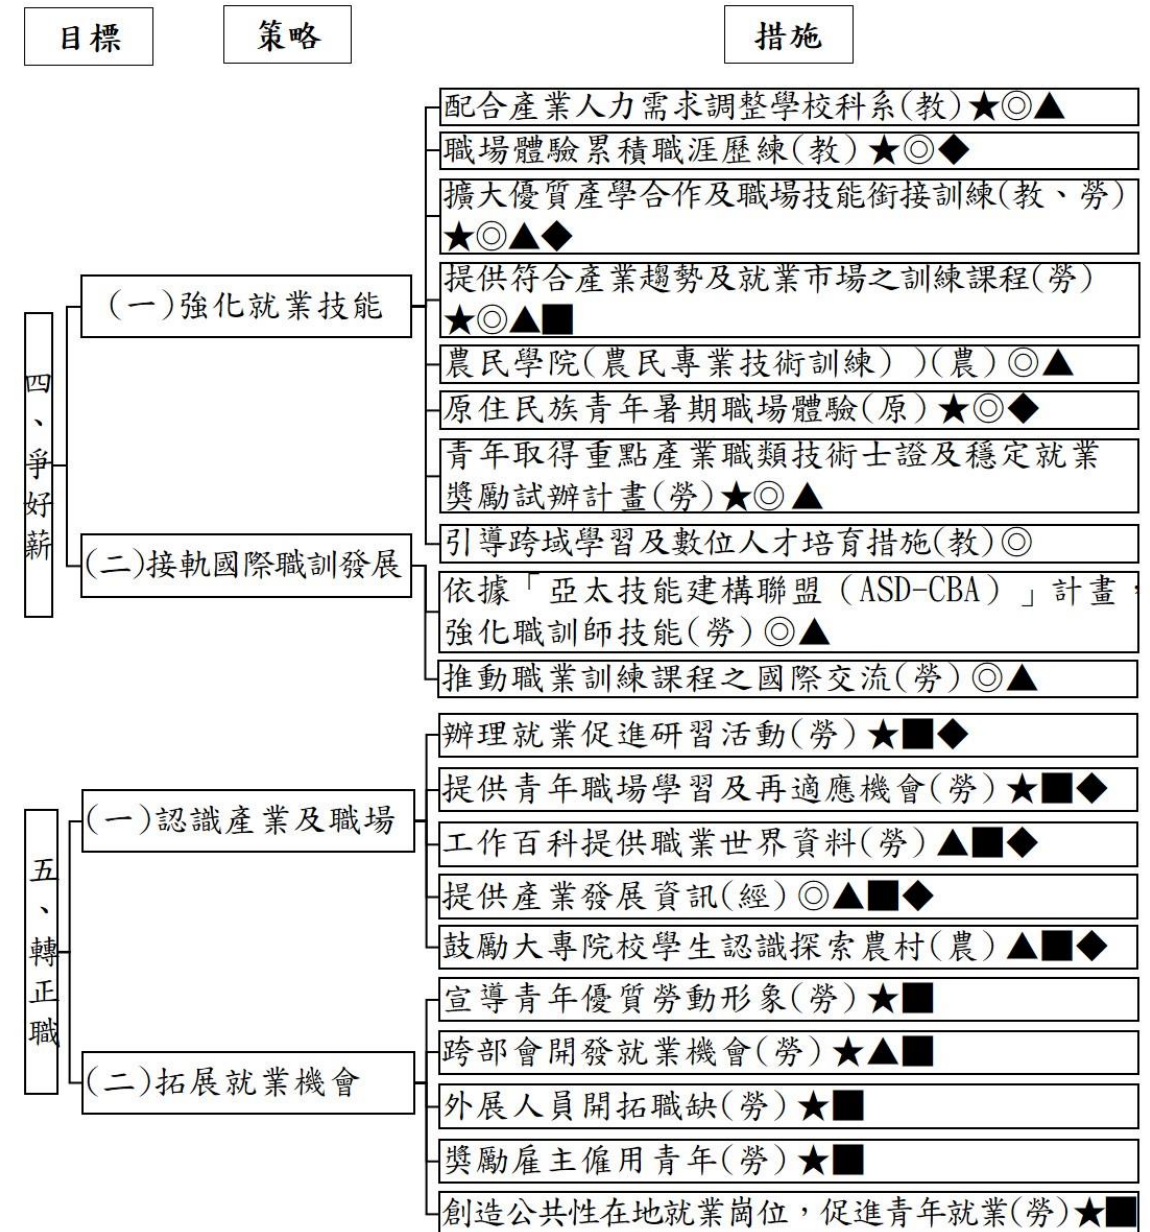 目標
策略
措施
四、爭好薪
(一)強化就業技能
配合產業人力需求調整學校科系(教)★◎▲
職場體驗累積職涯歷練(教)★◎◆
擴大優質產學合作及職場技能銜接訓練(教、勞)
★◎▲◆
提供符合產業趨勢及就業市場之訓練課程(勞)
★◎▲■
農民學院(農民專業技術訓練))(農)◎▲
原住民族青年暑期職場體驗(原)★◎◆
青年取得重點產業職類技術士證及穩定就業
獎勵試辦計畫(勞)★◎▲
引導跨域學習及數位人才培育措施(教)◎
(二)接軌國際職訓發展
依據「亞太技能建構聯盟（ASD-CBA）」計畫，
強化職訓師技能(勞)◎▲
推動職業訓練課程之國際交流(勞)◎▲
五、轉正職
(一)認識產業及職場
辦理就業促進研習活動(勞)★■◆
提供青年職場學習及再適應機會(勞)★■◆
工作百科提供職業世界資料(勞)▲■◆
提供產業發展資訊(經)◎▲■◆
鼓勵大專院校學生認識探索農村(農)▲■◆
(二)拓展就業機會
宣導青年優質勞動形象(勞)★■
跨部會開發就業機會(勞)★▲■
外展人員開拓職缺(勞)★■
獎勵雇主僱用青年(勞)★■
創造公共性在地就業崗位，促進青年就業(勞)★■